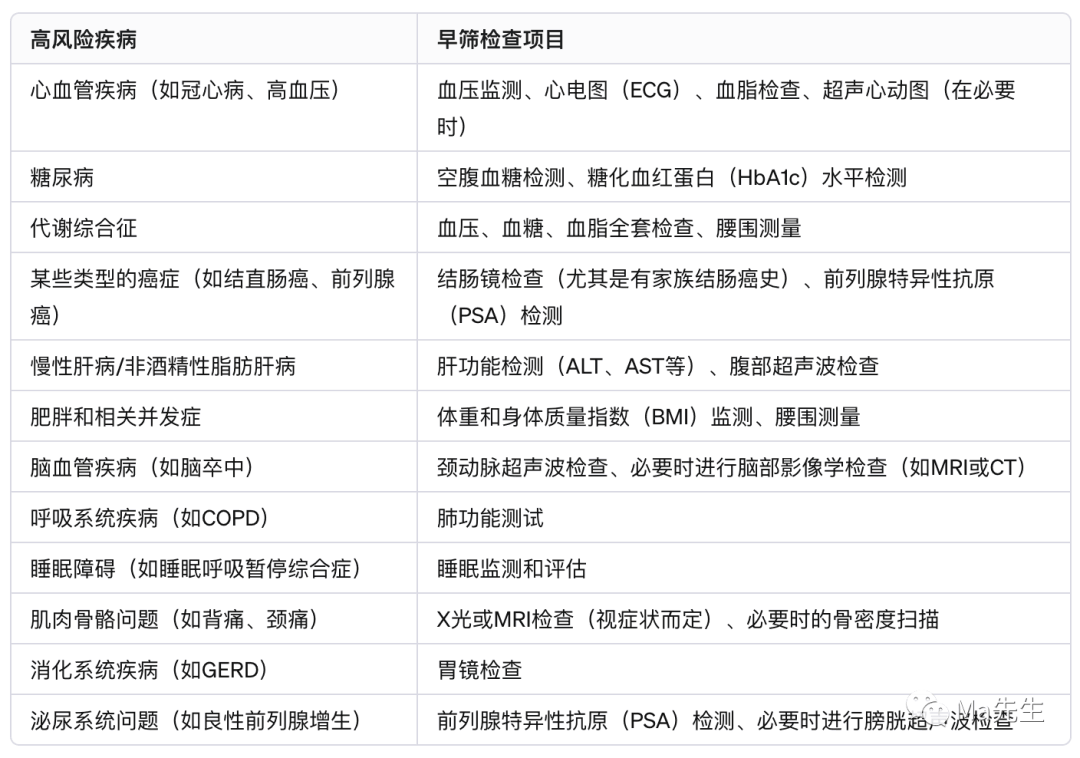 高风险疾病
早筛检查项目
心血管疾病（如冠心病、高血压）
血压监测、心电图（ECG）、血脂检查、超声心动图（在必要
时）
糖尿病
空腹血糖检测、糖化血红蛋白（HbA1c）水平检测
代谢综合征
血压、血糖、血脂全套检查、腰围测量
某些类型的癌症（如结直肠癌、前列腺
癌）
结肠镜检查（尤其是有家族结肠癌史）、前列腺特异性抗原
（PSA）检测
慢性肝病/非酒精性脂肪肝病
肝功能检测（ALT、AST等）、腹部超声波检查
肥胖和相关并发症
体重和身体质量指数（BMI）监测、腰围测量
脑血管疾病（如脑卒中）
颈动脉超声波检查、必要时进行脑部影像学检查（如MRI或CT）
呼吸系统疾病（如COPD）
肺功能测试
睡眠障碍（如睡眠呼吸暂停综合症）
睡眠监测和评估
肌肉骨骼问题（如背痛、颈痛）
X光或MRI检查（视症状而定）、必要时的骨密度扫描
消化系统疾病（如GERD）
胃镜检查
泌尿系统问题（如良性前列腺增生）
前列腺特异性抗原（PSA）检测、必要时进行膀胱超声波检查
Ma先生